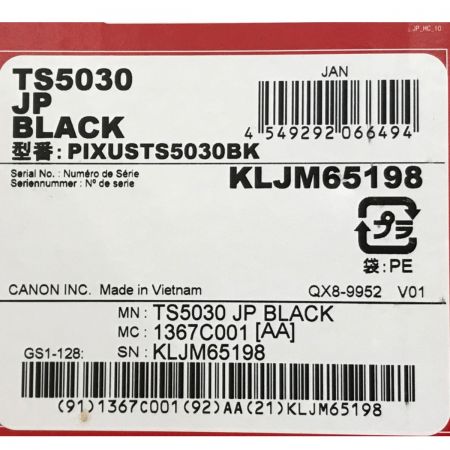 JP_HC_10
TS5030
JP
BLACK
JAN
4 549292 066494
型番:PIXUSTS5030BK
Serial No. : Numéro de Série
Seriennummer : Nº de serie
KLJM65198
プラ
袋:PE
CANON INC. Made in Vietnam
QX8-9952 V01
MN : TS5030 JP BLACK
MC : 1367C001 [AA]
GS1-128: SN : KLJM65198
(91)1367C001(92)AA(21)KLJM65198